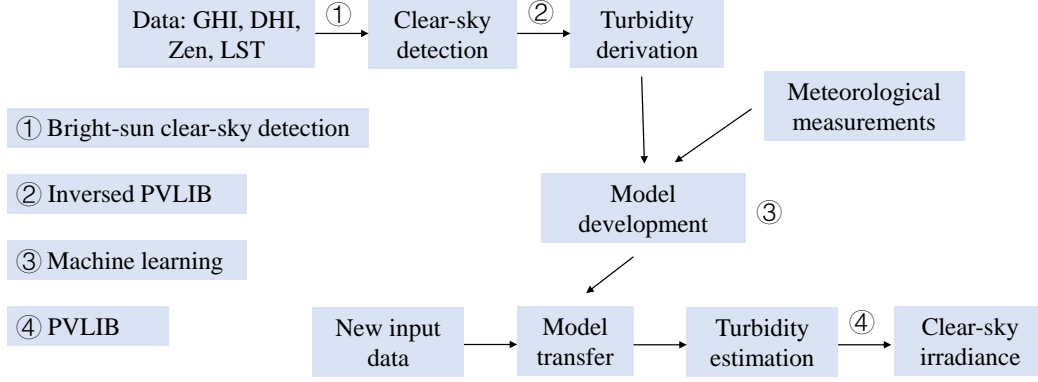 Data: GHI, DHI,
Zen, LST
①
Clear-sky
detection
②
Turbidity
derivation
Meteorological
measurements
① Bright-sun clear-sky detection
② Inversed PVLIB
③ Machine learning
④ PVLIB
Model
development
③
New input
data
Model
transfer
Turbidity
estimation
④
Clear-sky
irradiance